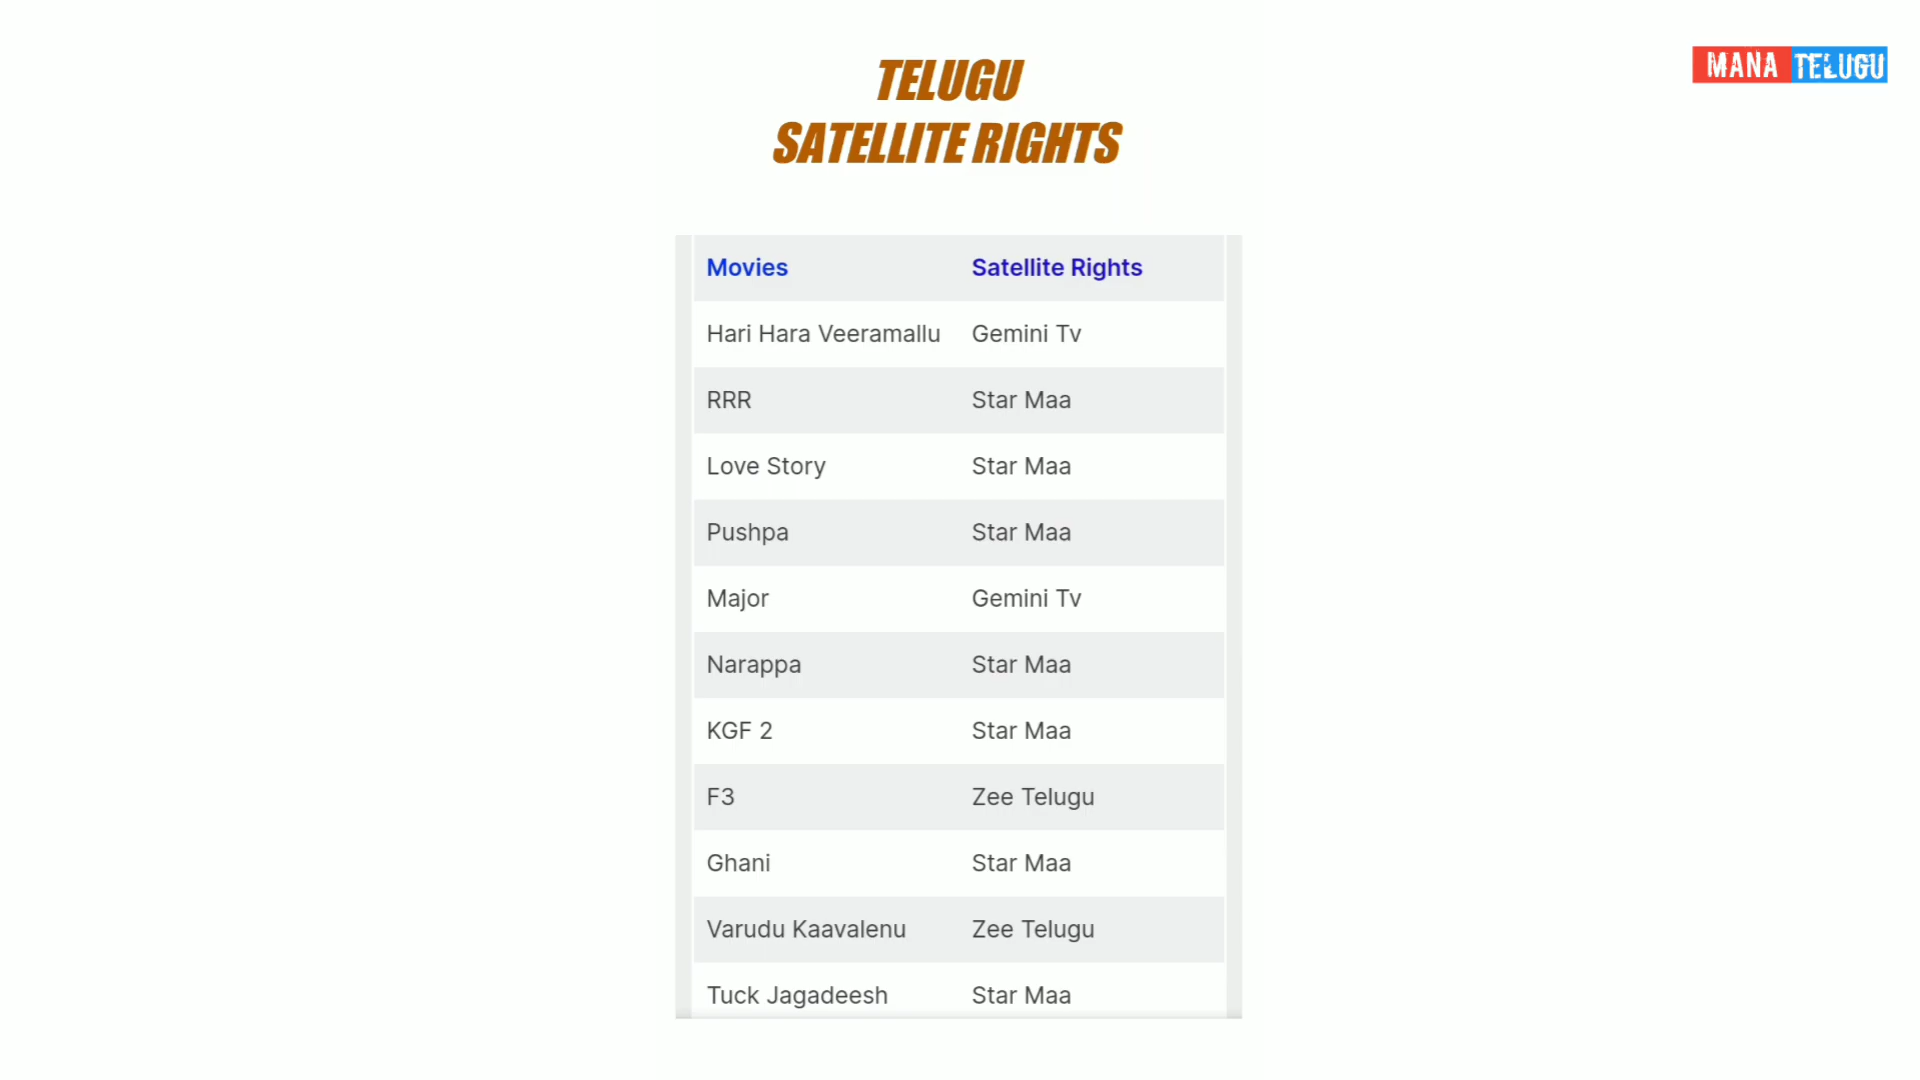 MANA TELUGU
TELUGU
SATELLITE RIGHTS
Movies Satellite Rights
Hari Hara Veeramallu Gemini Tv
RRR Star Maa
Love Story Star Maa
Pushpa Star Maa
Major Gemini Tv
Narappa Star Maa
KGF 2 Star Maa
F3 Zee Telugu
Ghani Star Maa
Varudu Kaavalenu Zee Telugu
Tuck Jagadeesh Star Maa